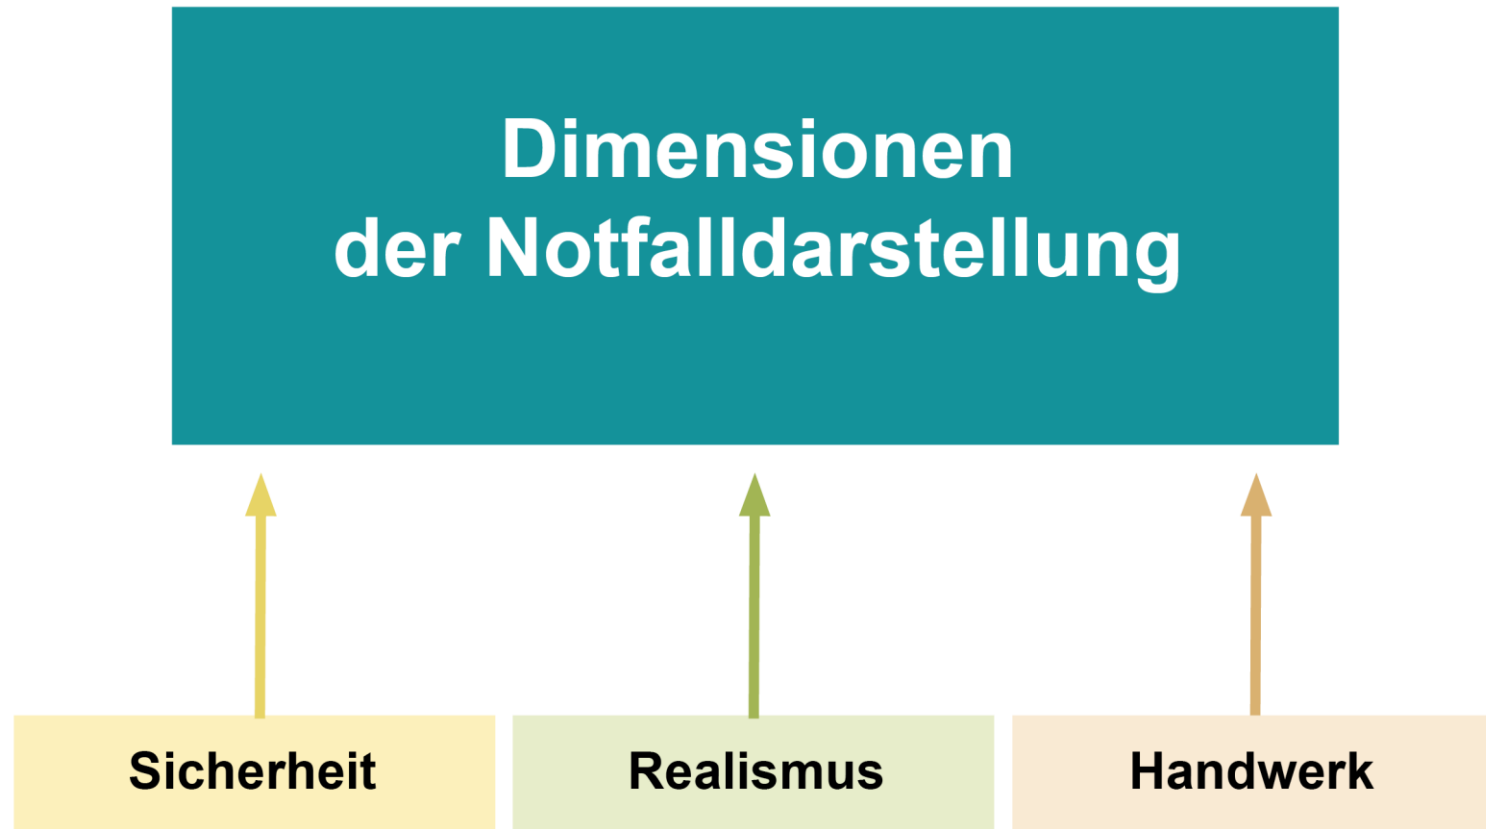 Dimensionen
der Notfalldarstellung
Sicherheit
Realismus
Handwerk